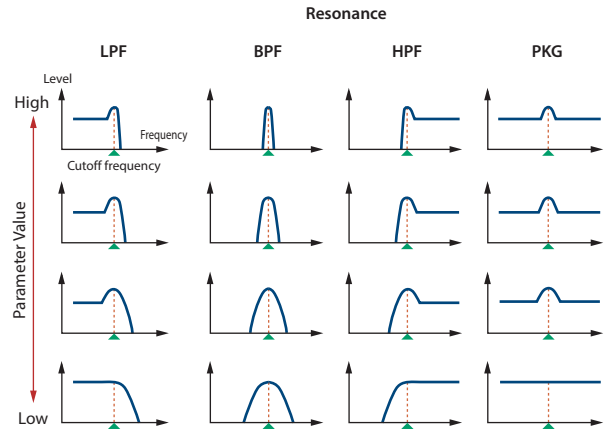 Resonance
LPF
BPF
HPF
PKG
Level
High
Frequency
Cutoff frequency
Parameter Value
Low